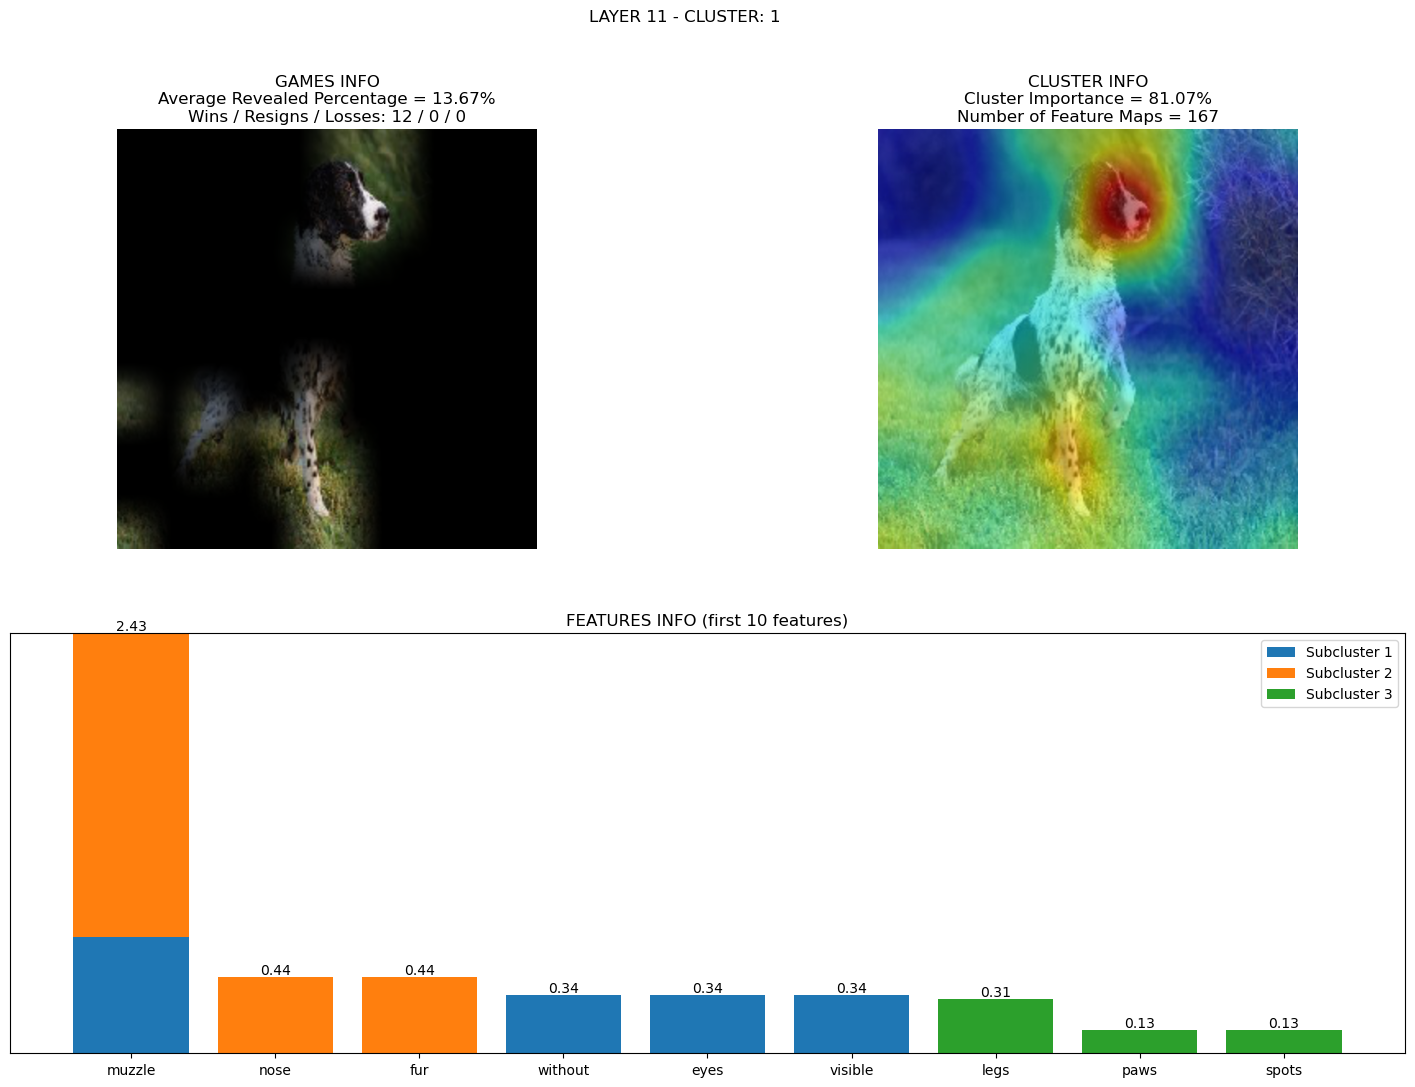 LAYER 11 - CLUSTER: 1
GAMES INFO
Average Revealed Percentage = 13.67%
Wins / Resigns / Losses: 12 / 0 / 0
CLUSTER INFO
Cluster Importance = 81.07%
Number of Feature Maps = 167
FEATURES INFO (first 10 features)
2.43
0.44
0.44
0.34
0.34
0.34
0.31
0.13
0.13
Subcluster 1
Subcluster 2
Subcluster 3
muzzle
nose
fur
without
eyes
visible
legs
paws
spots